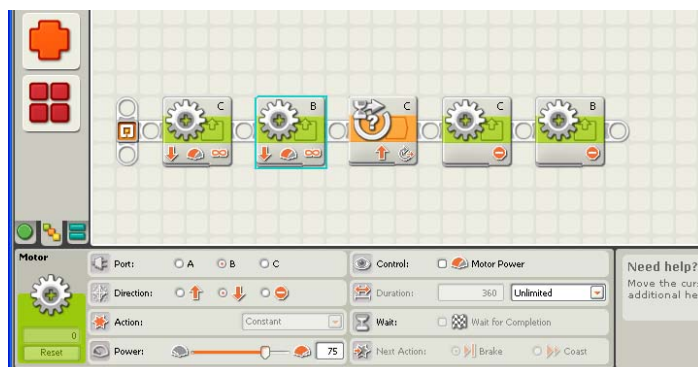 C B C C B
Motor
Port: A B C
Control: Motor Power
Need help?
Move the cur
additional he
Direction:
Duration: 360 Unlimited
Action: Constant
Wait: Wait for Completion
0
Reset
Power: 75
Next Action: Brake Coast